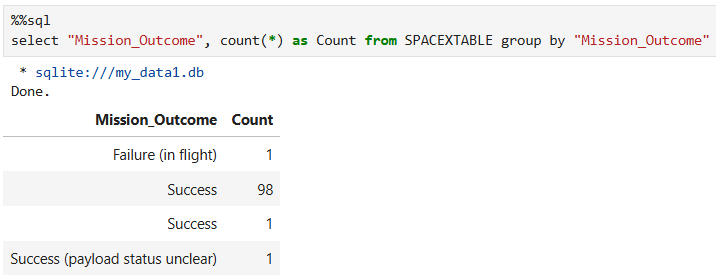 %%sql
select "Mission_Outcome", count(*) as Count from SPACEXTABLE group by "Mission_Outcome"
* sqlite:///my_data1.db
Done.
Mission_Outcome Count
Failure (in flight) 1
Success 98
Success 1
Success (payload status unclear) 1